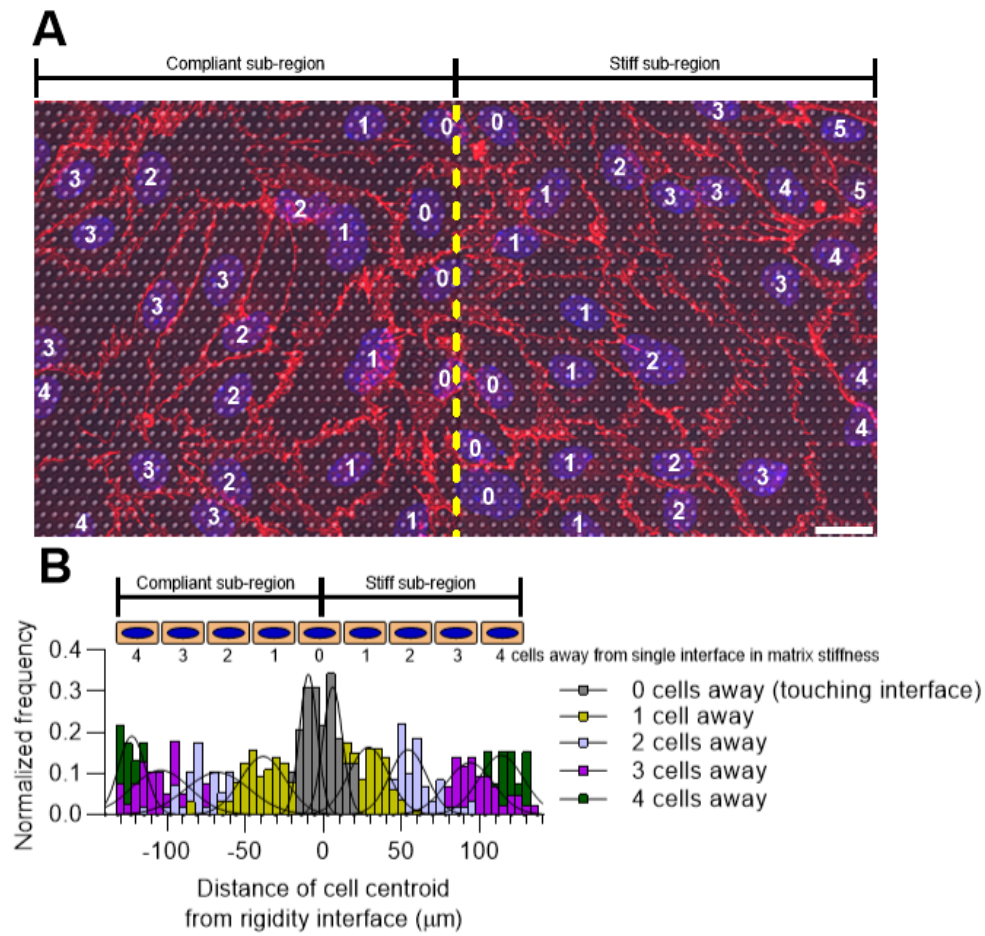 A
Compliant sub-region Stiff sub-region
1 0 0 3 5
3 2 2 1 3 3 4 5
2 0
3 1 1 4
3 0 3
3 1
3 2 1 1 2
4 2 0 0 4
0 4
3 2 1 1 2 3
0
4 3 1 1 2
B
Compliant sub-region Stiff sub-region
4 3 2 1 0 1 2 3 4 cells away from single interface in matrix stiffness
Normalized frequency
0.4
0.3
0.2
0.1
0.0
0 cells away (touching interface)
1 cell away
2 cells away
3 cells away
4 cells away
-100 -50 0 50 100
Distance of cell centroid
from rigidity interface (μm)